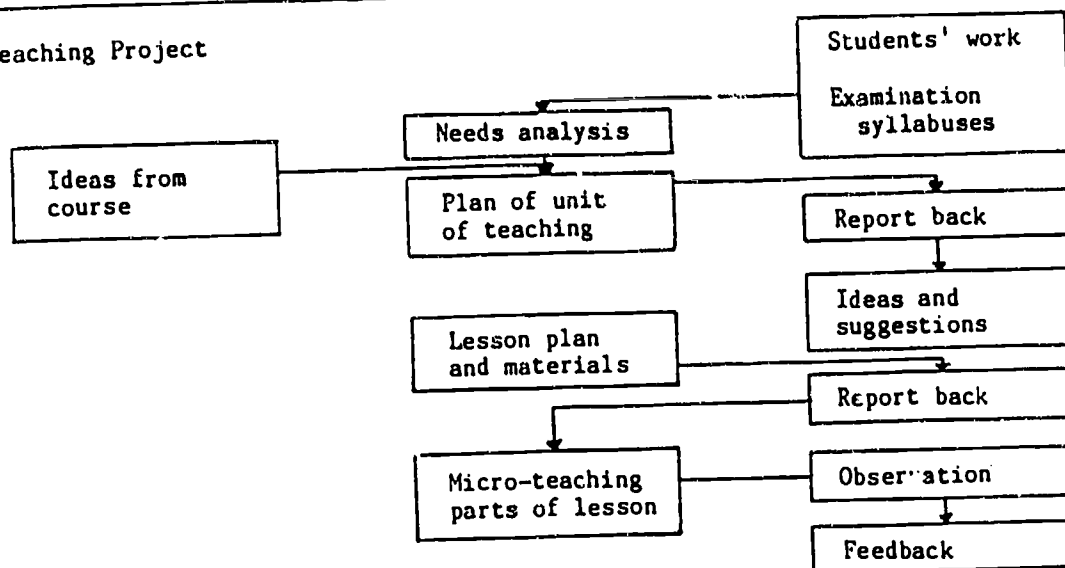 eaching Project
Students' work
Examination
syllabuses
Needs analysis
Ideas from
course
Plan of unit
of teaching
Report back
Ideas and
suggestions
Lesson plan
and materials
Report back
Micro-teaching
parts of lesson
Observation
Feedback